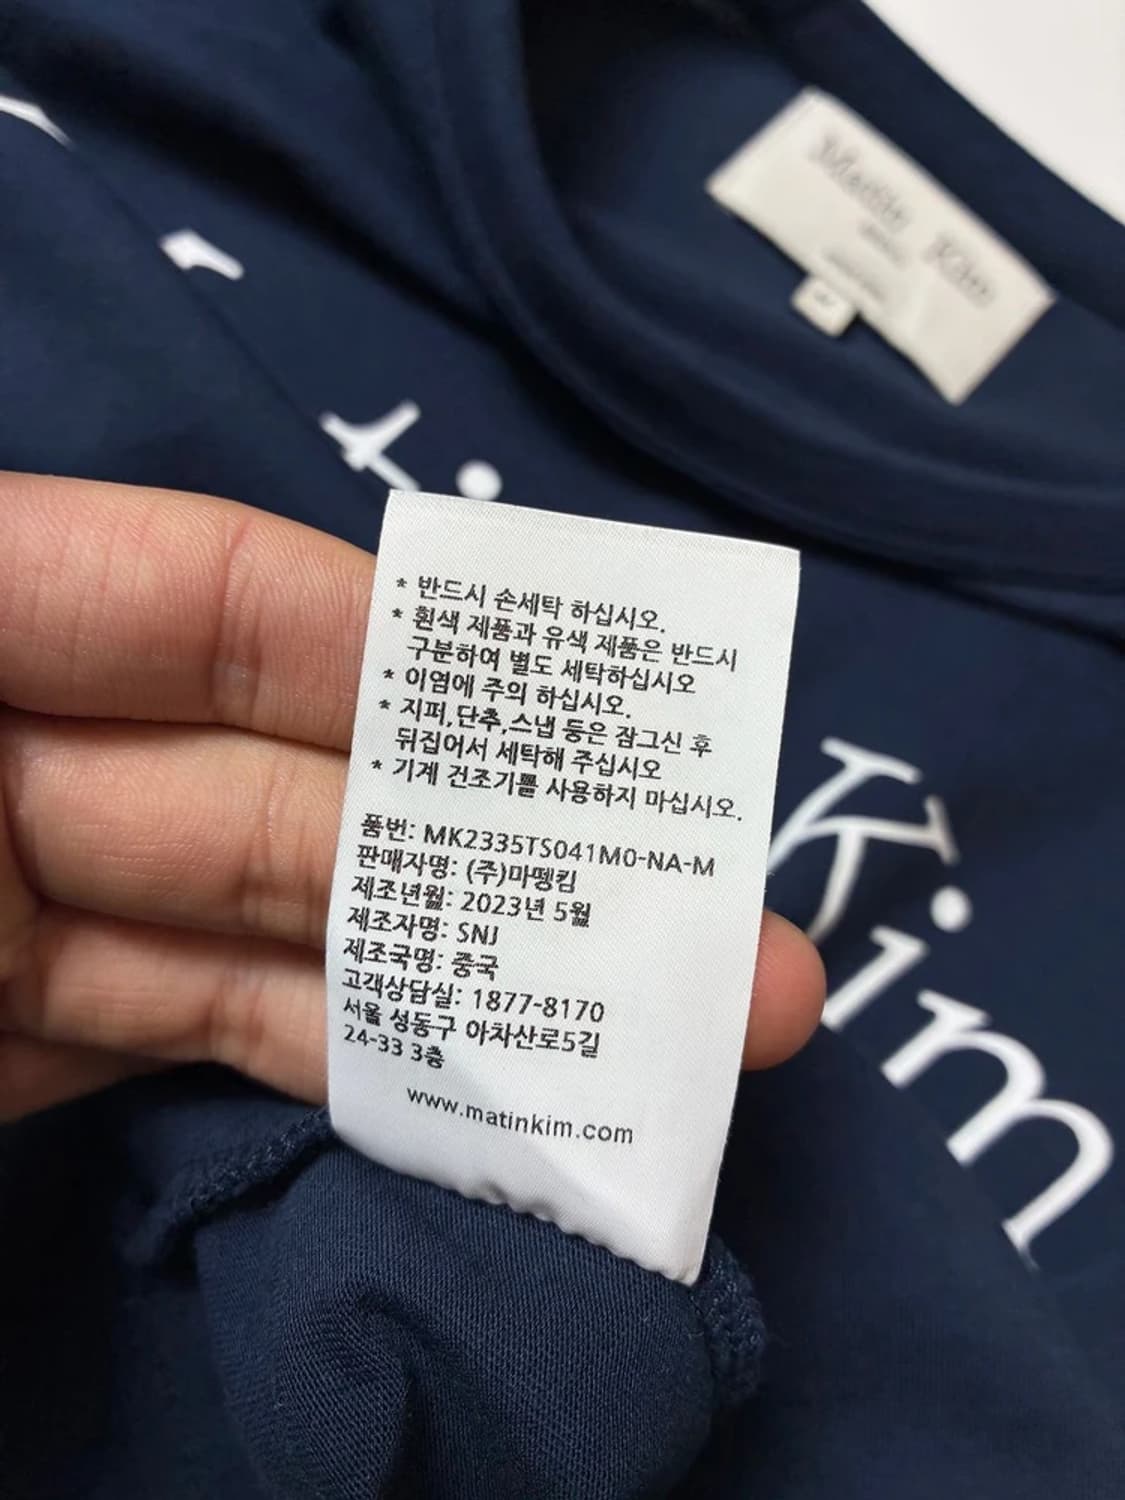 Matin Kim
ti
Kim
* 반드시 손세탁 하십시오.
* 흰색 제품과 유색 제품은 반드시
구분하여 별도 세탁하십시오
* 이염에 주의 하십시오.
* 지퍼,단추,스냅 등은 잠그신 후
뒤집어서 세탁해 주십시오
* 기계 건조기를 사용하지 마십시오.
품번: MK2335TS041M0-NA-M
판매자명: (주)마뗑킴
제조년월: 2023년 5월
제조자명: SNJ
제조국명: 중국
고객상담실: 1877-8170
서울 성동구 아차산로5길
24-33 3층
www.matinkim.com